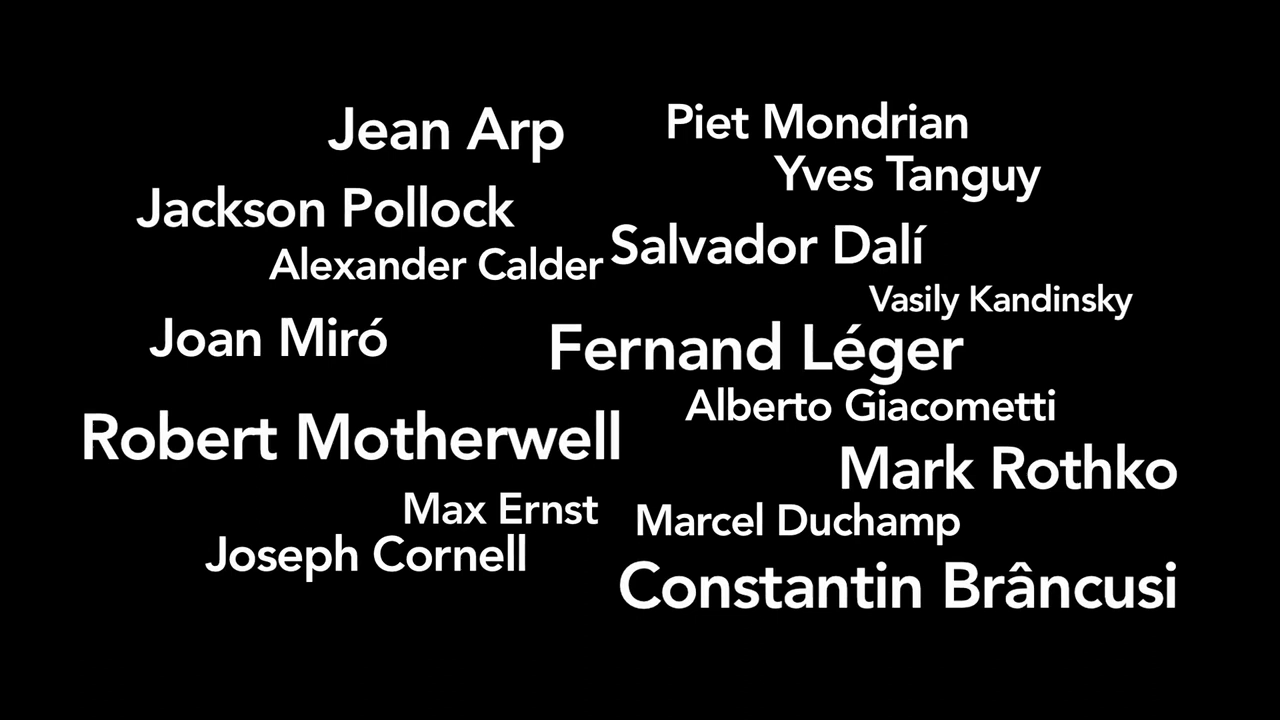 Jean Arp
Piet Mondrian
Yves Tanguy
Jackson Pollock
Salvador Dalí
Alexander Calder
Vasily Kandinsky
Joan Miró
Fernand Léger
Alberto Giacometti
Robert Motherwell
Mark Rothko
Max Ernst
Marcel Duchamp
Joseph Cornell
Constantin Brâncusi